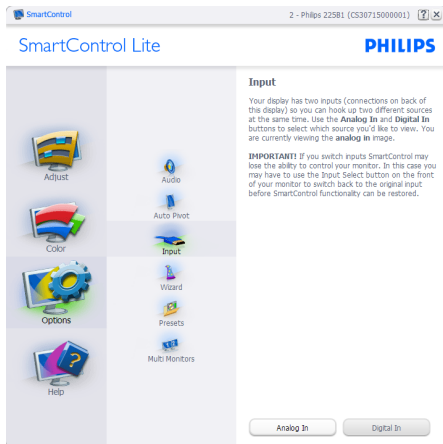 SmartControl
2 - Philips 225B1 (CS30715000001)
SmartControl Lite
PHILIPS
Adjust
Color
Options
Help
Audio
Auto Pivot
Input
Wizard
Presets
Multi Monitors
Input
Your display has two inputs (connections on back of
this display) so you can hook up two different sources
at the same time. Use the Analog In and Digital In
buttons to select which source you'd like to view. You
are currently viewing the analog in image.
IMPORTANT! If you switch inputs SmartControl may
lose the ability to control your monitor. In this case you
may have to use the Input Select button on the front
of your monitor to switch back to the original input
before SmartControl functionality can be restored.
Analog In
Digital In